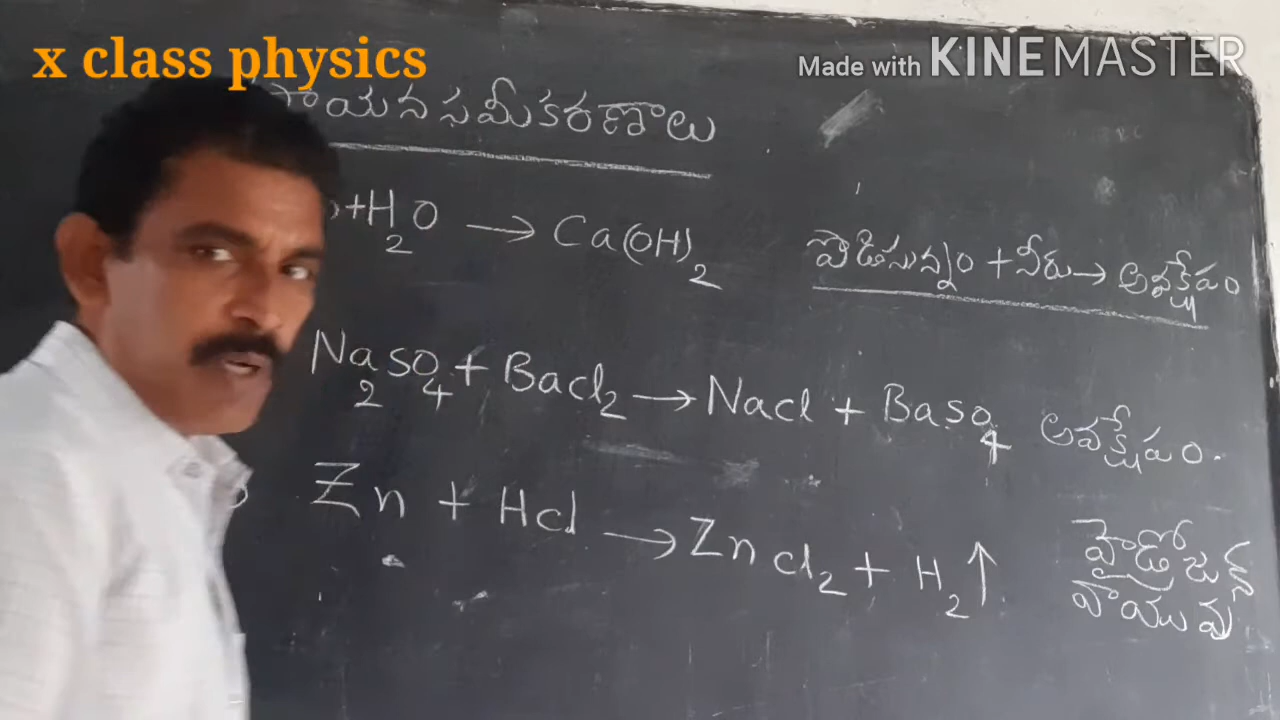 x class physics
Made with KINEMASTER
సాయన సమీకరణాలు
+H2O → Ca(OH)2 పొడిసున్నం + నీరు → అవక్షేపం
Na2so4 + Bacl2 → Nacl + Baso4 అవక్షేపం.
Zn + Hcl → Zncl2 + H2↑ హైడ్రోజన్
వాయువు